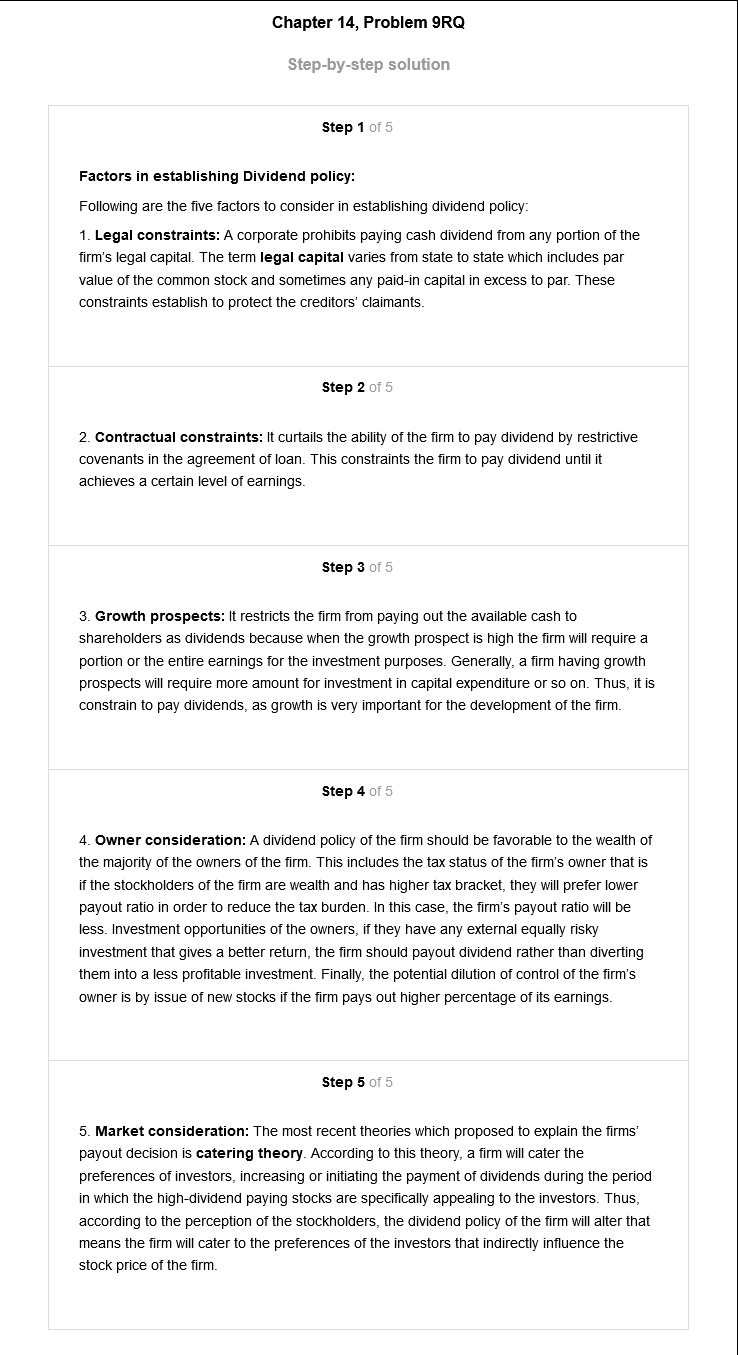 Chapter 14, Problem 9RQ
Step-by-step solution
Step 1 of 5
Factors in establishing Dividend policy:
Following are the five factors to consider in establishing dividend policy:
1. Legal constraints: A corporate prohibits paying cash dividend from any portion of the
firm's legal capital. The term legal capital varies from state to state which includes par
value of the common stock and sometimes any paid-in capital in excess to par. These
constraints establish to protect the creditors' claimants.
Step 2 of 5
2. Contractual constraints: It curtails the ability of the firm to pay dividend by restrictive
covenants in the agreement of loan. This constraints the firm to pay dividend until it
achieves a certain level of earnings.
Step 3 of 5
3. Growth prospects: It restricts the firm from paying out the available cash to
shareholders as dividends because when the growth prospect is high the firm will require a
portion or the entire earnings for the investment purposes. Generally, a firm having growth
prospects will require more amount for investment in capital expenditure or so on. Thus, it is
constrain to pay dividends, as growth is very important for the development of the firm.
Step 4 of 5
4. Owner consideration: A dividend policy of the firm should be favorable to the wealth of
the majority of the owners of the firm. This includes the tax status of the firm's owner that is
if the stockholders of the firm are wealth and has higher tax bracket, they will prefer lower
payout ratio in order to reduce the tax burden. In this case, the firm's payout ratio will be
less. Investment opportunities of the owners, if they have any external equally risky
investment that gives a better return, the firm should payout dividend rather than diverting
them into a less profitable investment. Finally, the potential dilution of control of the firm's
owner is by issue of new stocks if the firm pays out higher percentage of its earnings.
Step 5 of 5
5. Market consideration: The most recent theories which proposed to explain the firms'
payout decision is catering theory. According to this theory, a firm will cater the
preferences of investors, increasing or initiating the payment of dividends during the period
in which the high-dividend paying stocks are specifically appealing to the investors. Thus,
according to the perception of the stockholders, the dividend policy of the firm will alter that
means the firm will cater to the preferences of the investors that indirectly influence the
stock price of the firm.